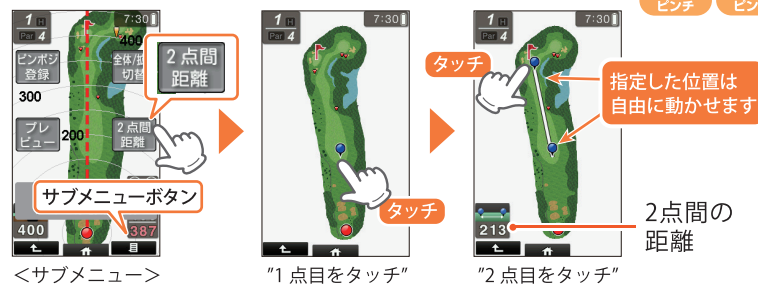 ピンチ
ピン
1 H
7:30
Par 4
400
ピンポジ
登録
全体/拡
切替
2点間
距離
300
プレ
ビュー
200
2点間
距離
サブメニューボタン
400
387
＜サブメニュー＞
1 H
7:30
Par 4
タッチ
"1 点目をタッチ"
1 H
7:30
Par 4
タッチ
指定した位置は
自由に動かせます
213
2点間の
距離
"2 点目をタッチ"